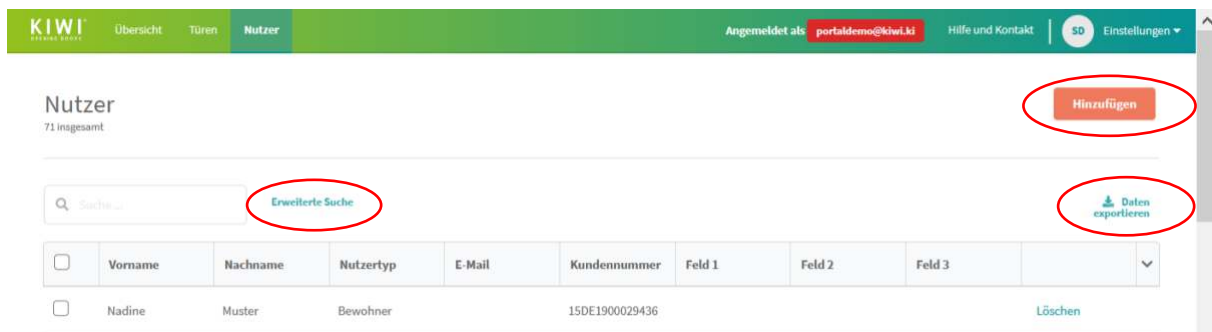 KIWI Übersicht Türen Nutzer Angemeldet als portaldemo@kiwi.ki Hilfe und Kontakt SD Einstellungen
OPENING DOORS
Nutzer
71 insgesamt
Hinzufügen
Suche... Erweiterte Suche
Daten
exportieren
Vorname Nachname Nutzertyp E-Mail Kundennummer Feld 1 Feld 2 Feld 3
Nadine Muster Bewohner 15DE1900029436 Löschen